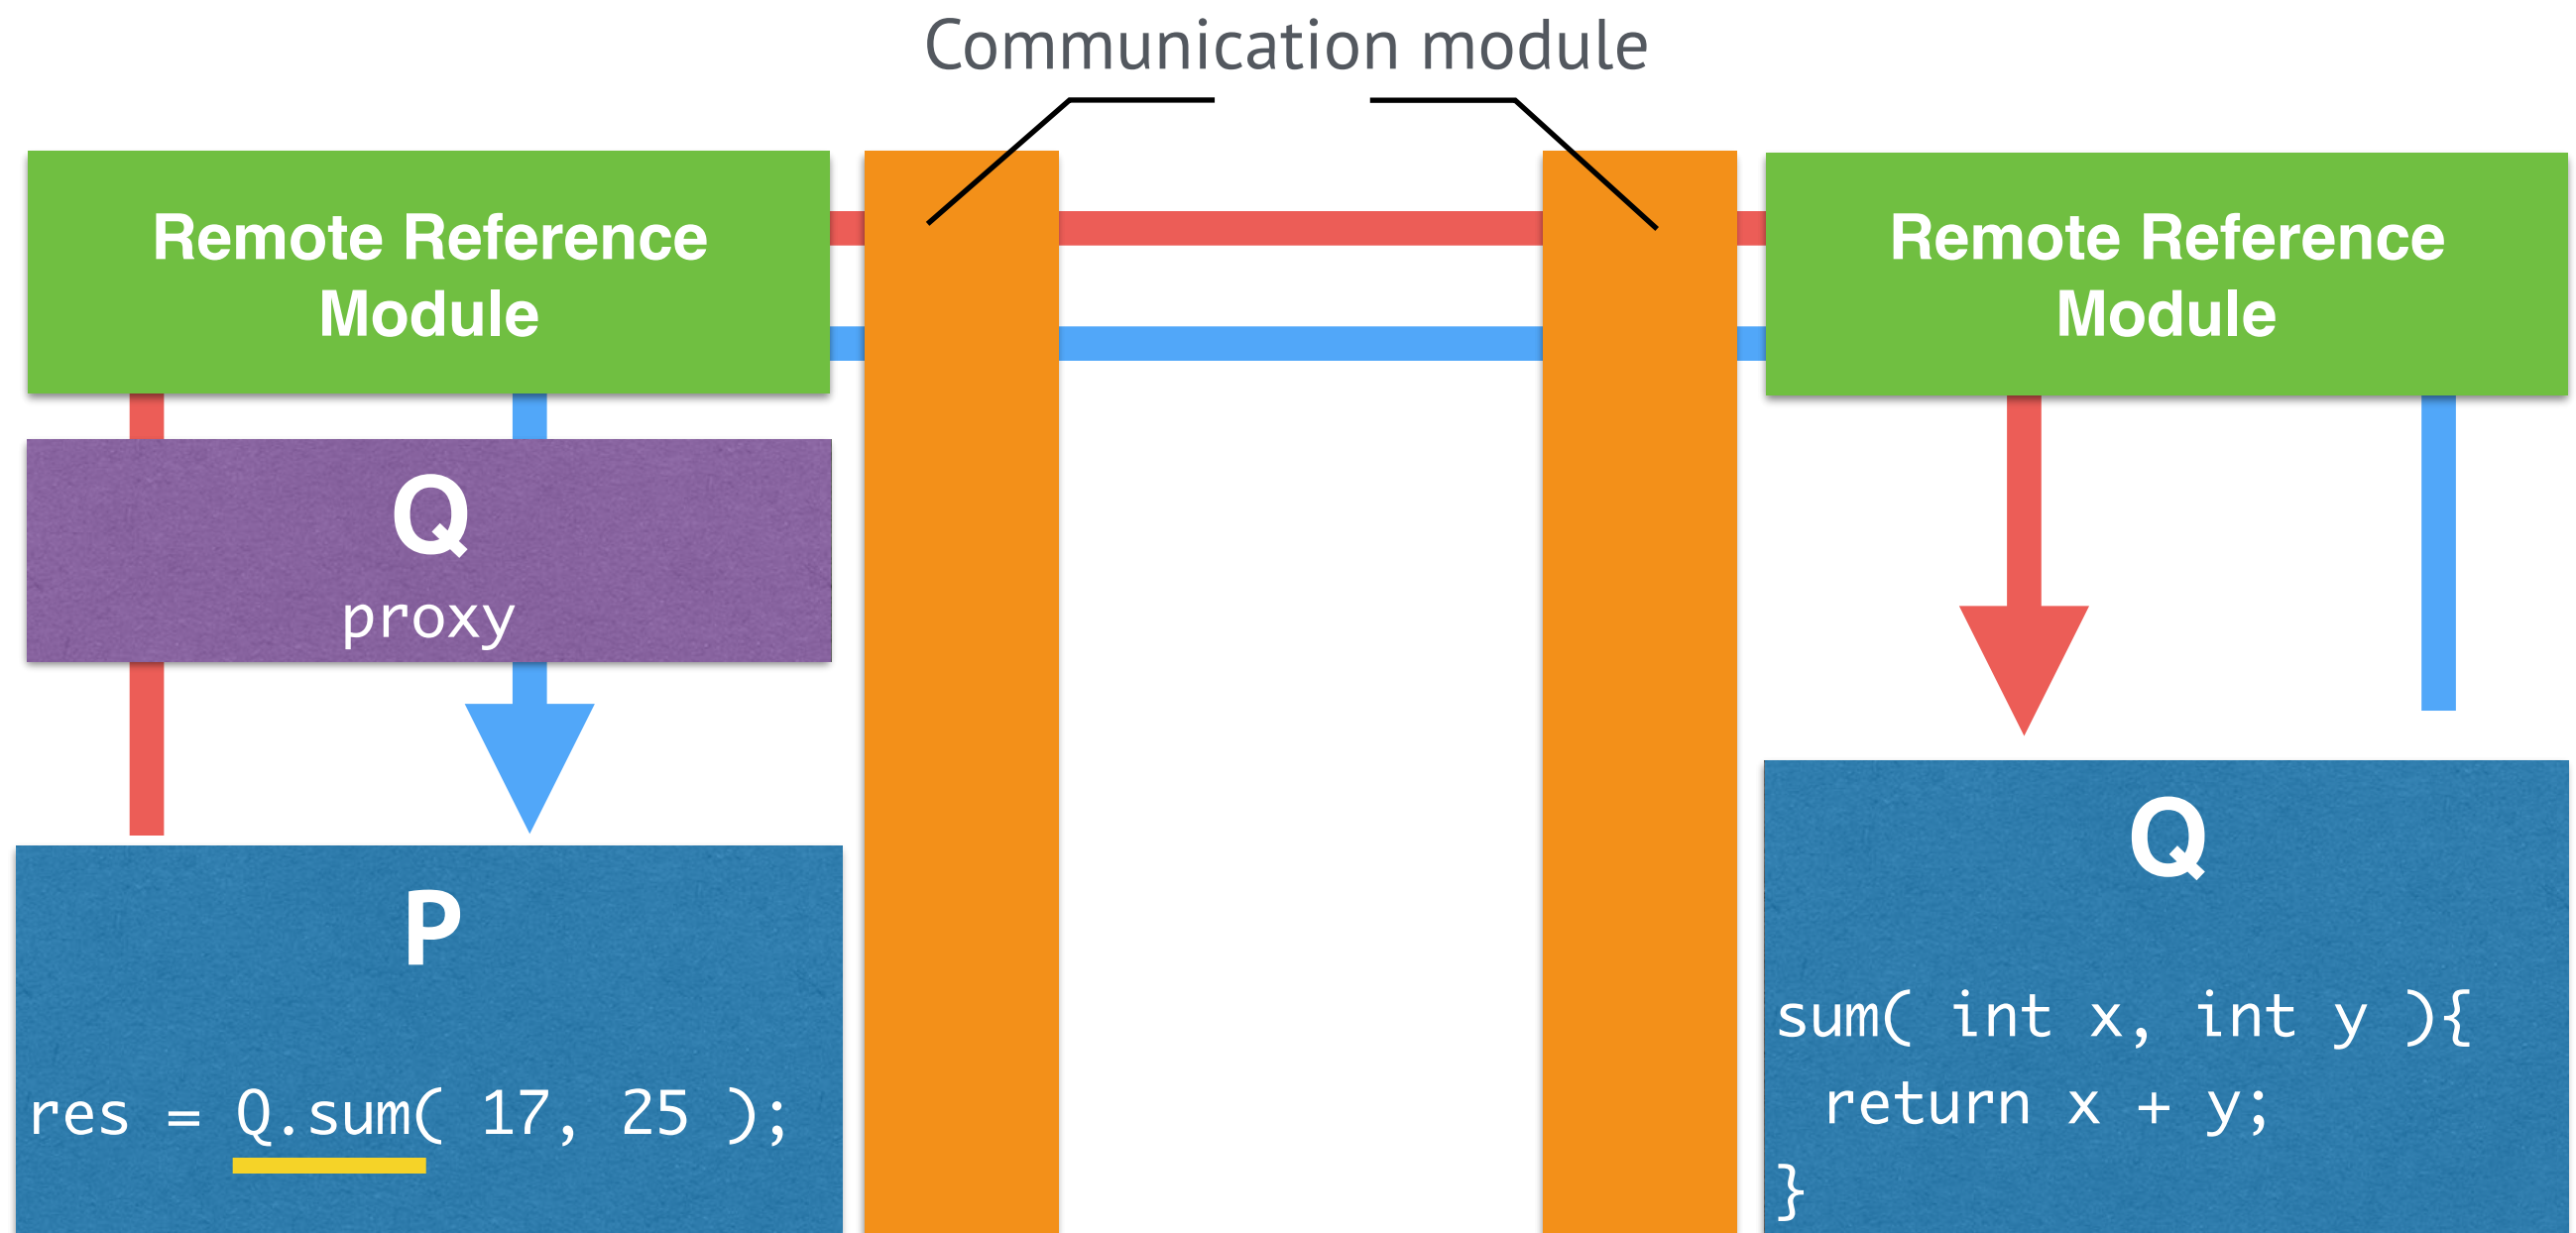 Communication module
Remote Reference
Module
Q
proxy
P
res = Q.sum( 17, 25 );
Remote Reference
Module
Q
sum( int x, int y ){
return x + y;
}